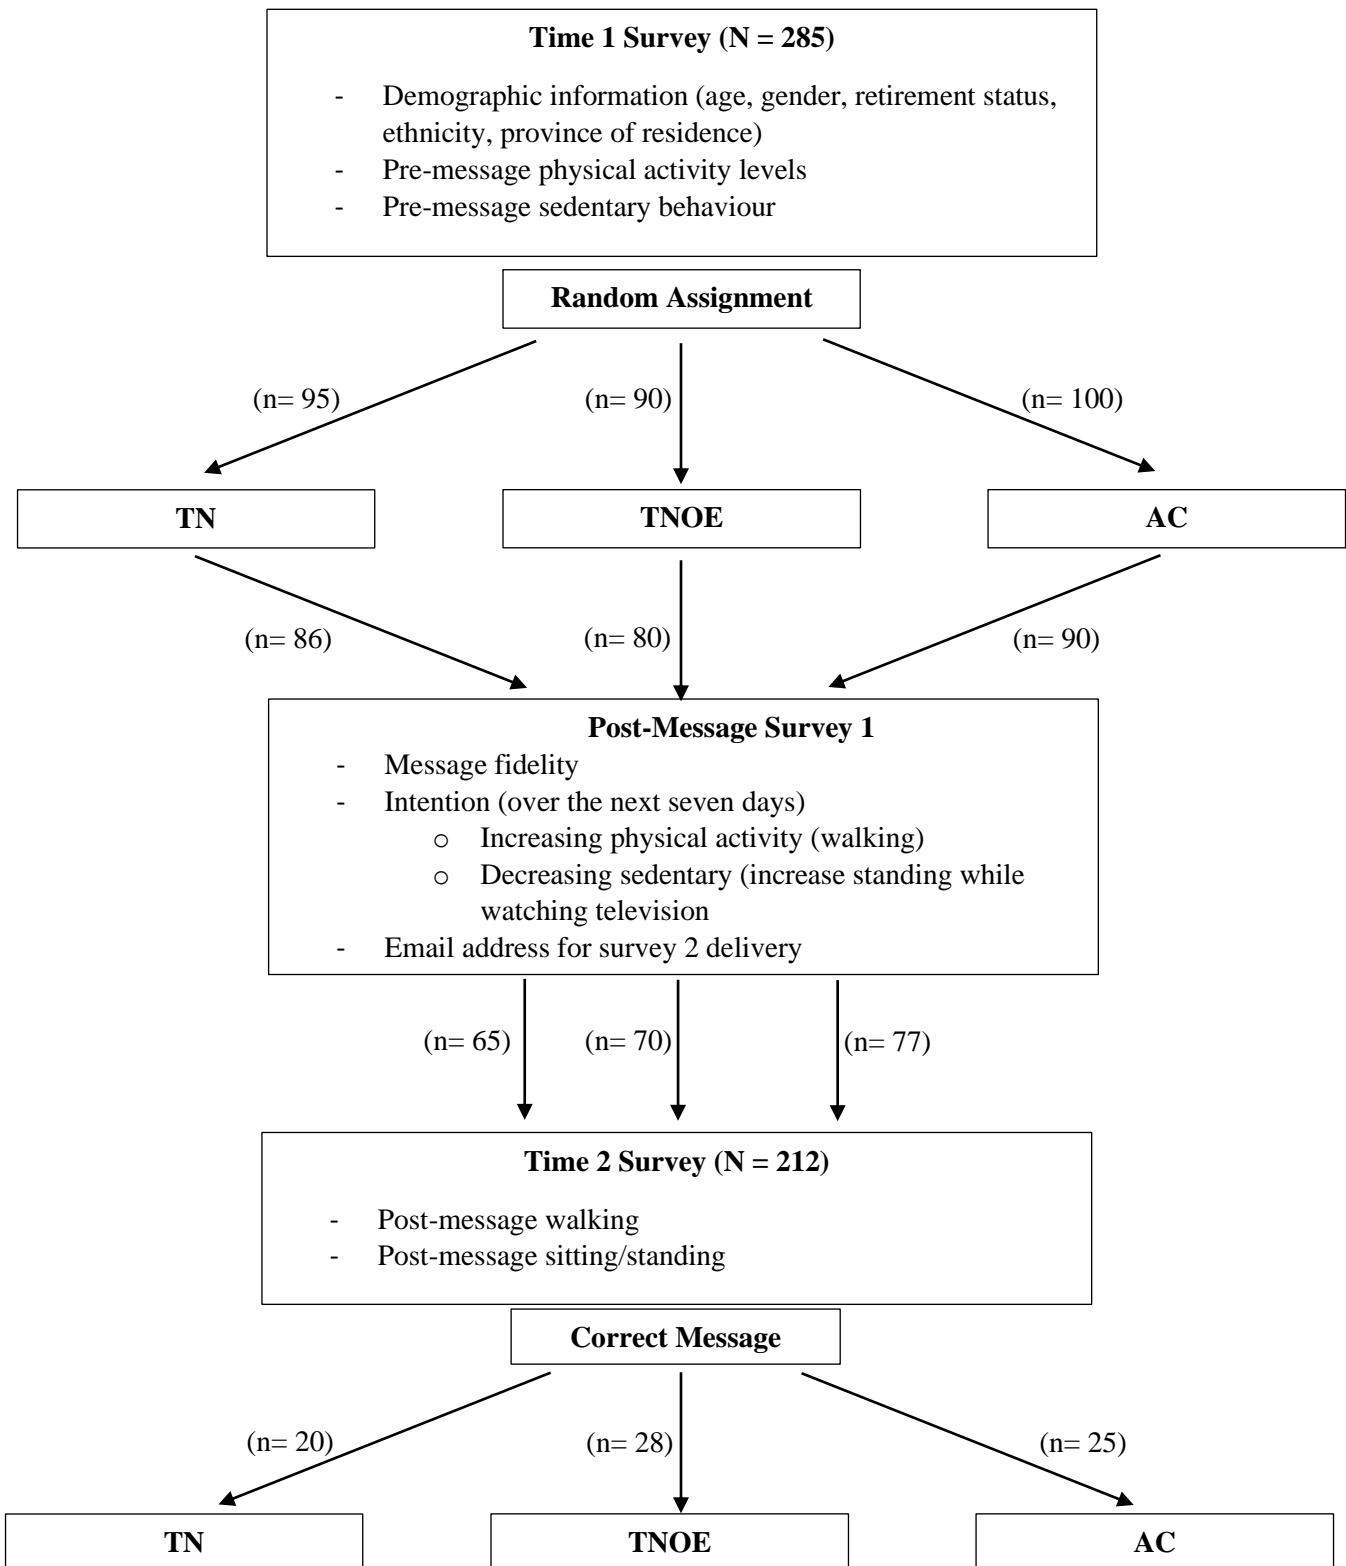 Time 1 Survey (N = 285)
- Demographic information (age, gender, retirement status,
ethnicity, province of residence)
- Pre-message physical activity levels
- Pre-message sedentary behaviour
Random Assignment
(n= 95)
(n= 90)
(n= 100)
TN
TNOE
AC
(n= 86)
(n= 80)
(n= 90)
Post-Message Survey 1
- Message fidelity
- Intention (over the next seven days)
o Increasing physical activity (walking)
o Decreasing sedentary (increase standing while
watching television
- Email address for survey 2 delivery
(n= 65)
(n= 70)
(n= 77)
Time 2 Survey (N = 212)
- Post-message walking
- Post-message sitting/standing
Correct Message
(n= 20)
(n= 28)
(n= 25)
TN
TNOE
AC